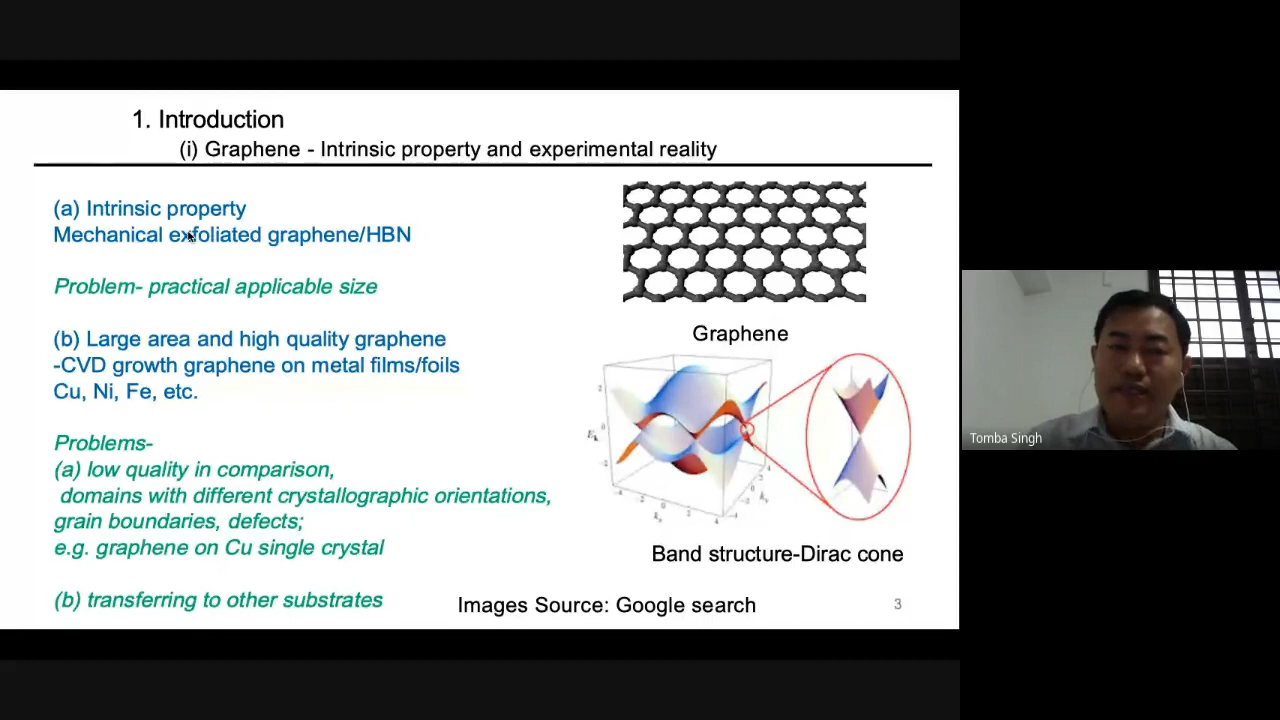 1. Introduction
(i) Graphene - Intrinsic property and experimental reality
(a) Intrinsic property
Mechanical exfoliated graphene/HBN
Problem- practical applicable size
(b) Large area and high quality graphene
-CVD growth graphene on metal films/foils
Cu, Ni, Fe, etc.
Problems-
(a) low quality in comparison,
domains with different crystallographic orientations,
grain boundaries, defects;
e.g. graphene on Cu single crystal
(b) transferring to other substrates
Graphene
Band structure-Dirac cone
Images Source: Google search
3
Tomba Singh